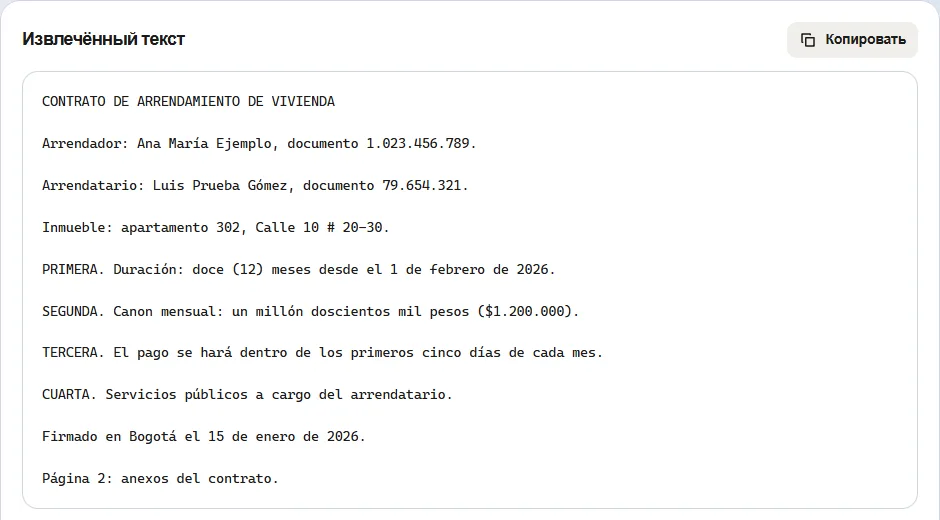 Извлечённый текст
Копировать
CONTRATO DE ARRENDAMIENTO DE VIVIENDA
Arrendador: Ana María Ejemplo, documento 1.023.456.789.
Arrendatario: Luis Prueba Gómez, documento 79.654.321.
Inmueble: apartamento 302, Calle 10 # 20-30.
PRIMERA. Duración: doce (12) meses desde el 1 de febrero de 2026.
SEGUNDA. Canon mensual: un millón doscientos mil pesos ($1.200.000).
TERCERA. El pago se hará dentro de los primeros cinco días de cada mes.
CUARTA. Servicios públicos a cargo del arrendatario.
Firmado en Bogotá el 15 de enero de 2026.
Página 2: anexos del contrato.